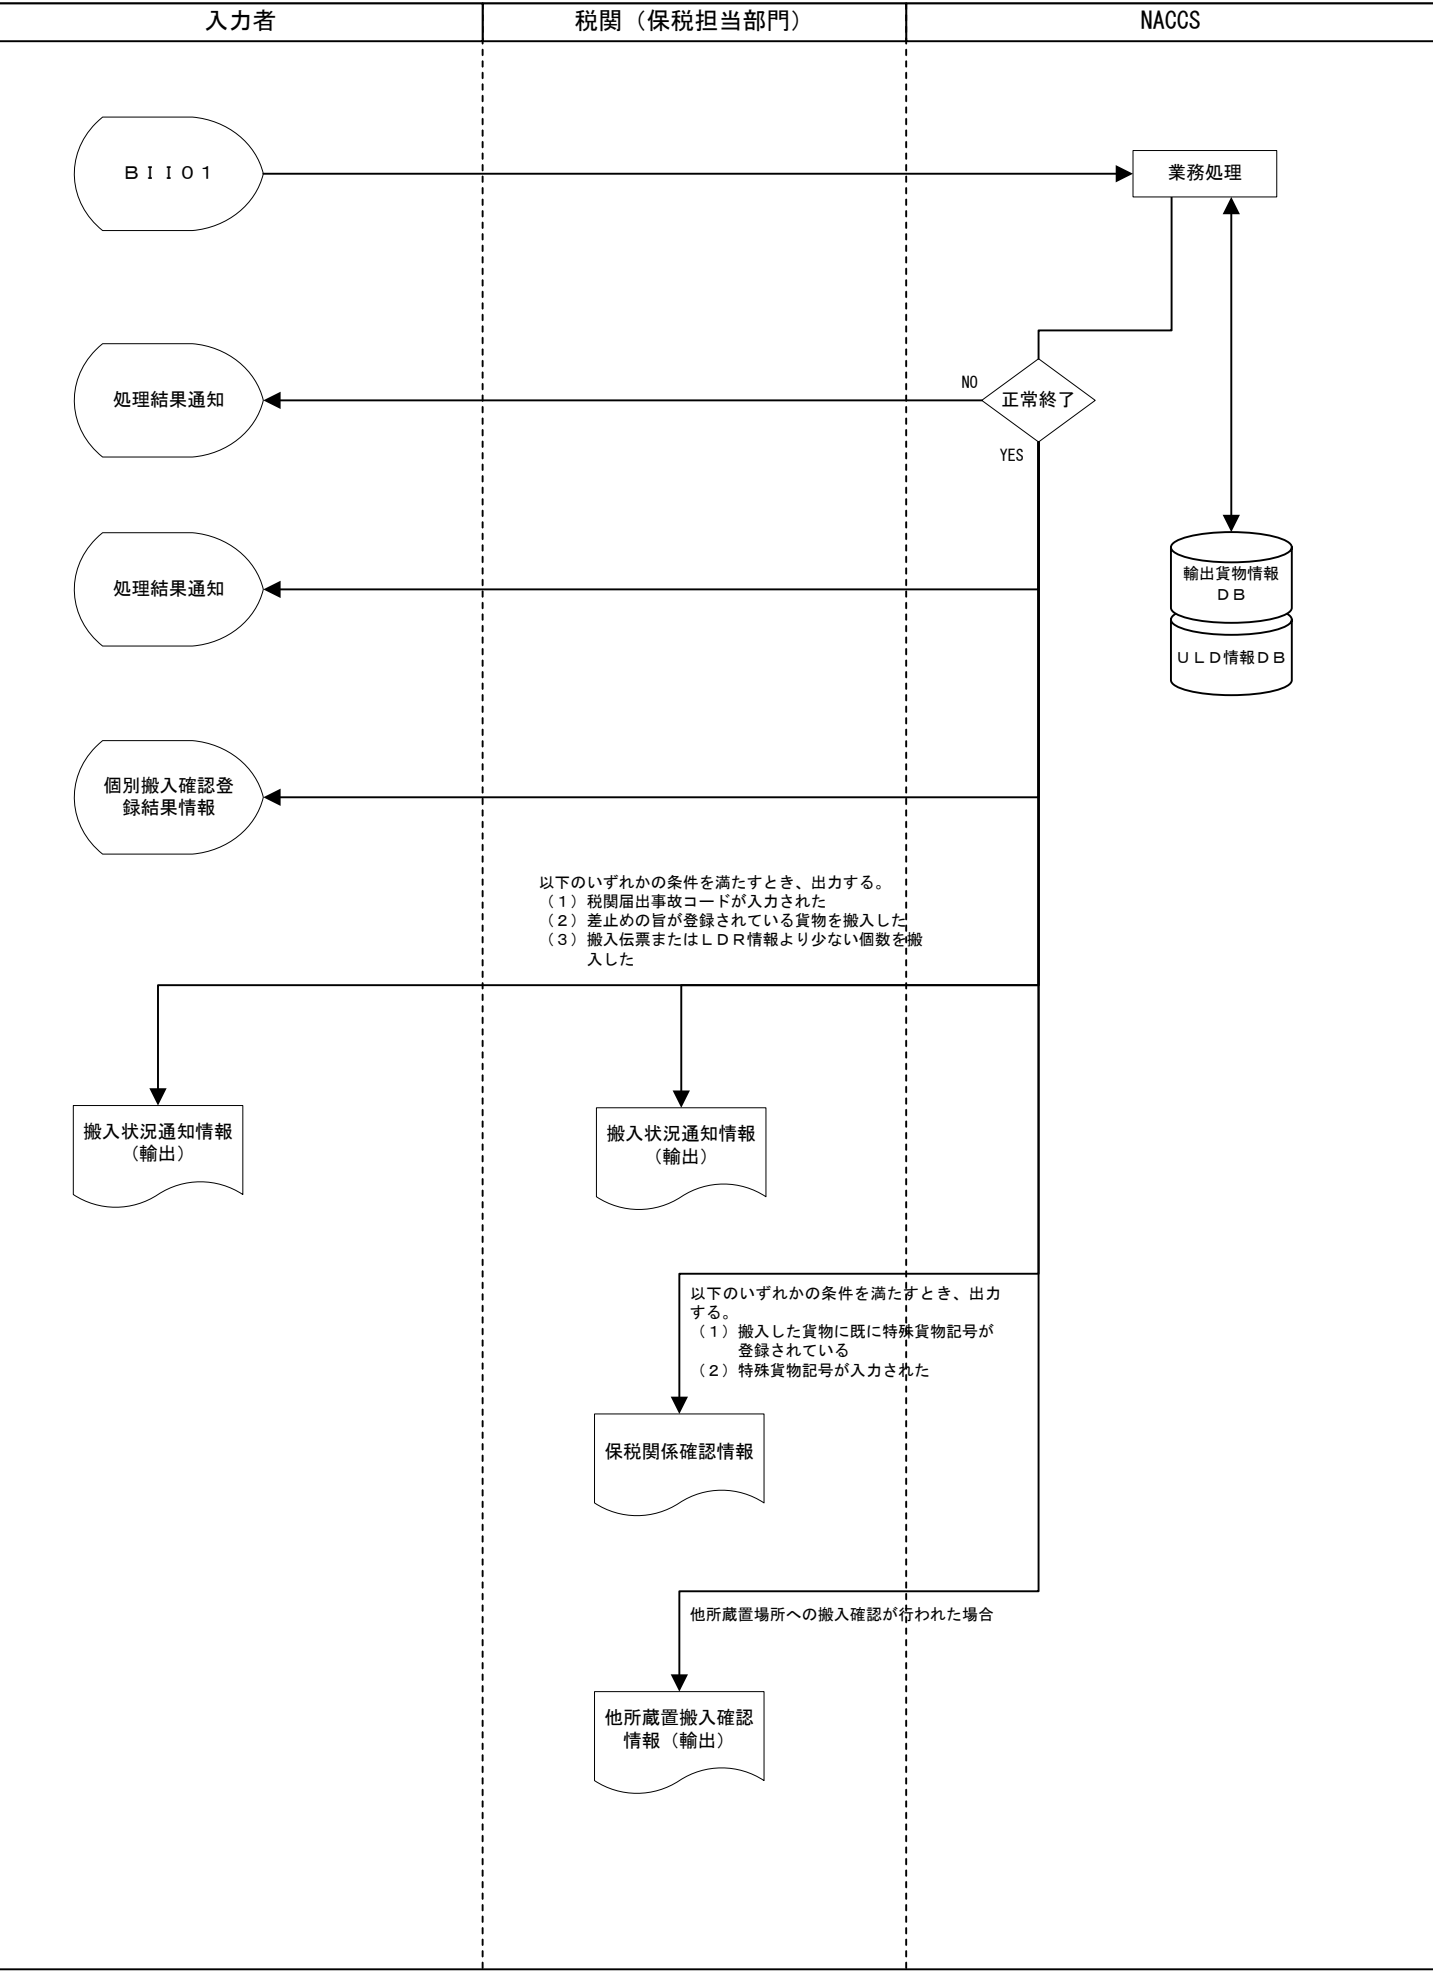 入力者
税関（保税担当部門）
NACCS
ＢＩＩ０１
業務処理
処理結果通知
NO
正常終了
YES
処理結果通知
輸出貨物情報
ＤＢ
ＵＬＤ情報ＤＢ
個別搬入確認登
録結果情報
以下のいずれかの条件を満たすとき、出力する。
（１）税関届出事故コードが入力された
（２）差止めの旨が登録されている貨物を搬入した
（３）搬入伝票またはＬＤＲ情報より少ない個数を搬
入した
搬入状況通知情報
（輸出）
搬入状況通知情報
（輸出）
以下のいずれかの条件を満たすとき、出力
する。
（１）搬入した貨物に既に特殊貨物記号が
登録されている
（２）特殊貨物記号が入力された
保税関係確認情報
他所蔵置場所への搬入確認が行われた場合
他所蔵置搬入確認
情報（輸出）